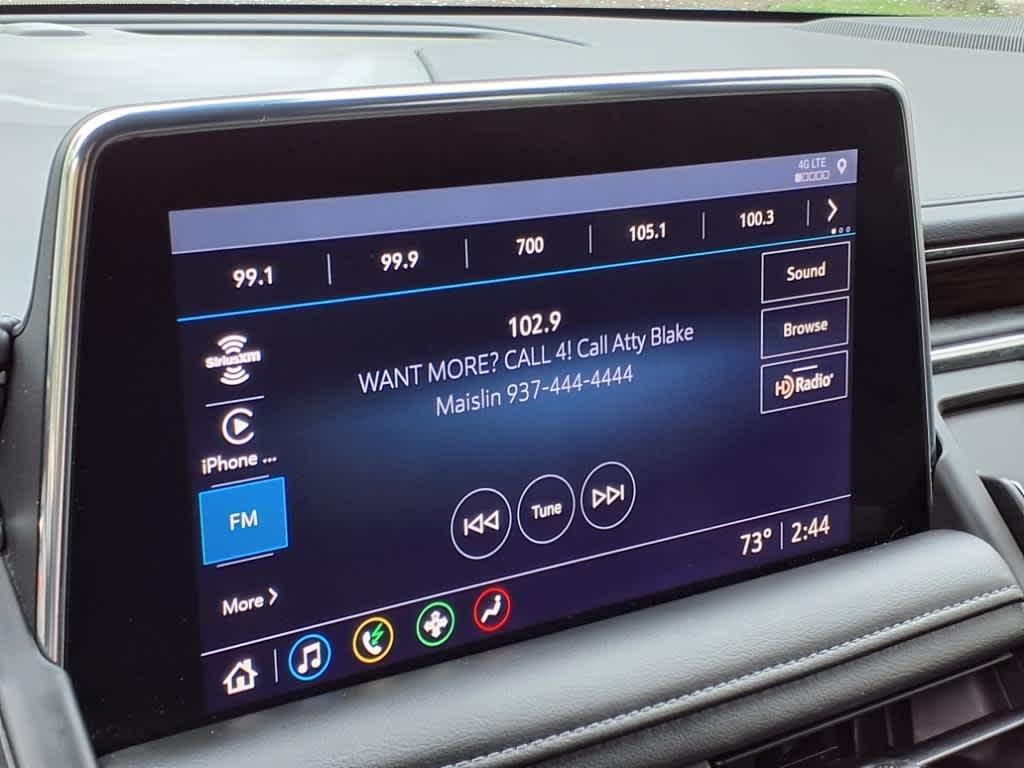 4G LTE
99.1 99.9 700 105.1 100.3
SiriusXM
102.9
Sound
WANT MORE? CALL 4! Call Atty Blake
Browse
Maislin 937-444-4444
HD Radio
iPhone ...
FM
Tune
73° 2:44
More